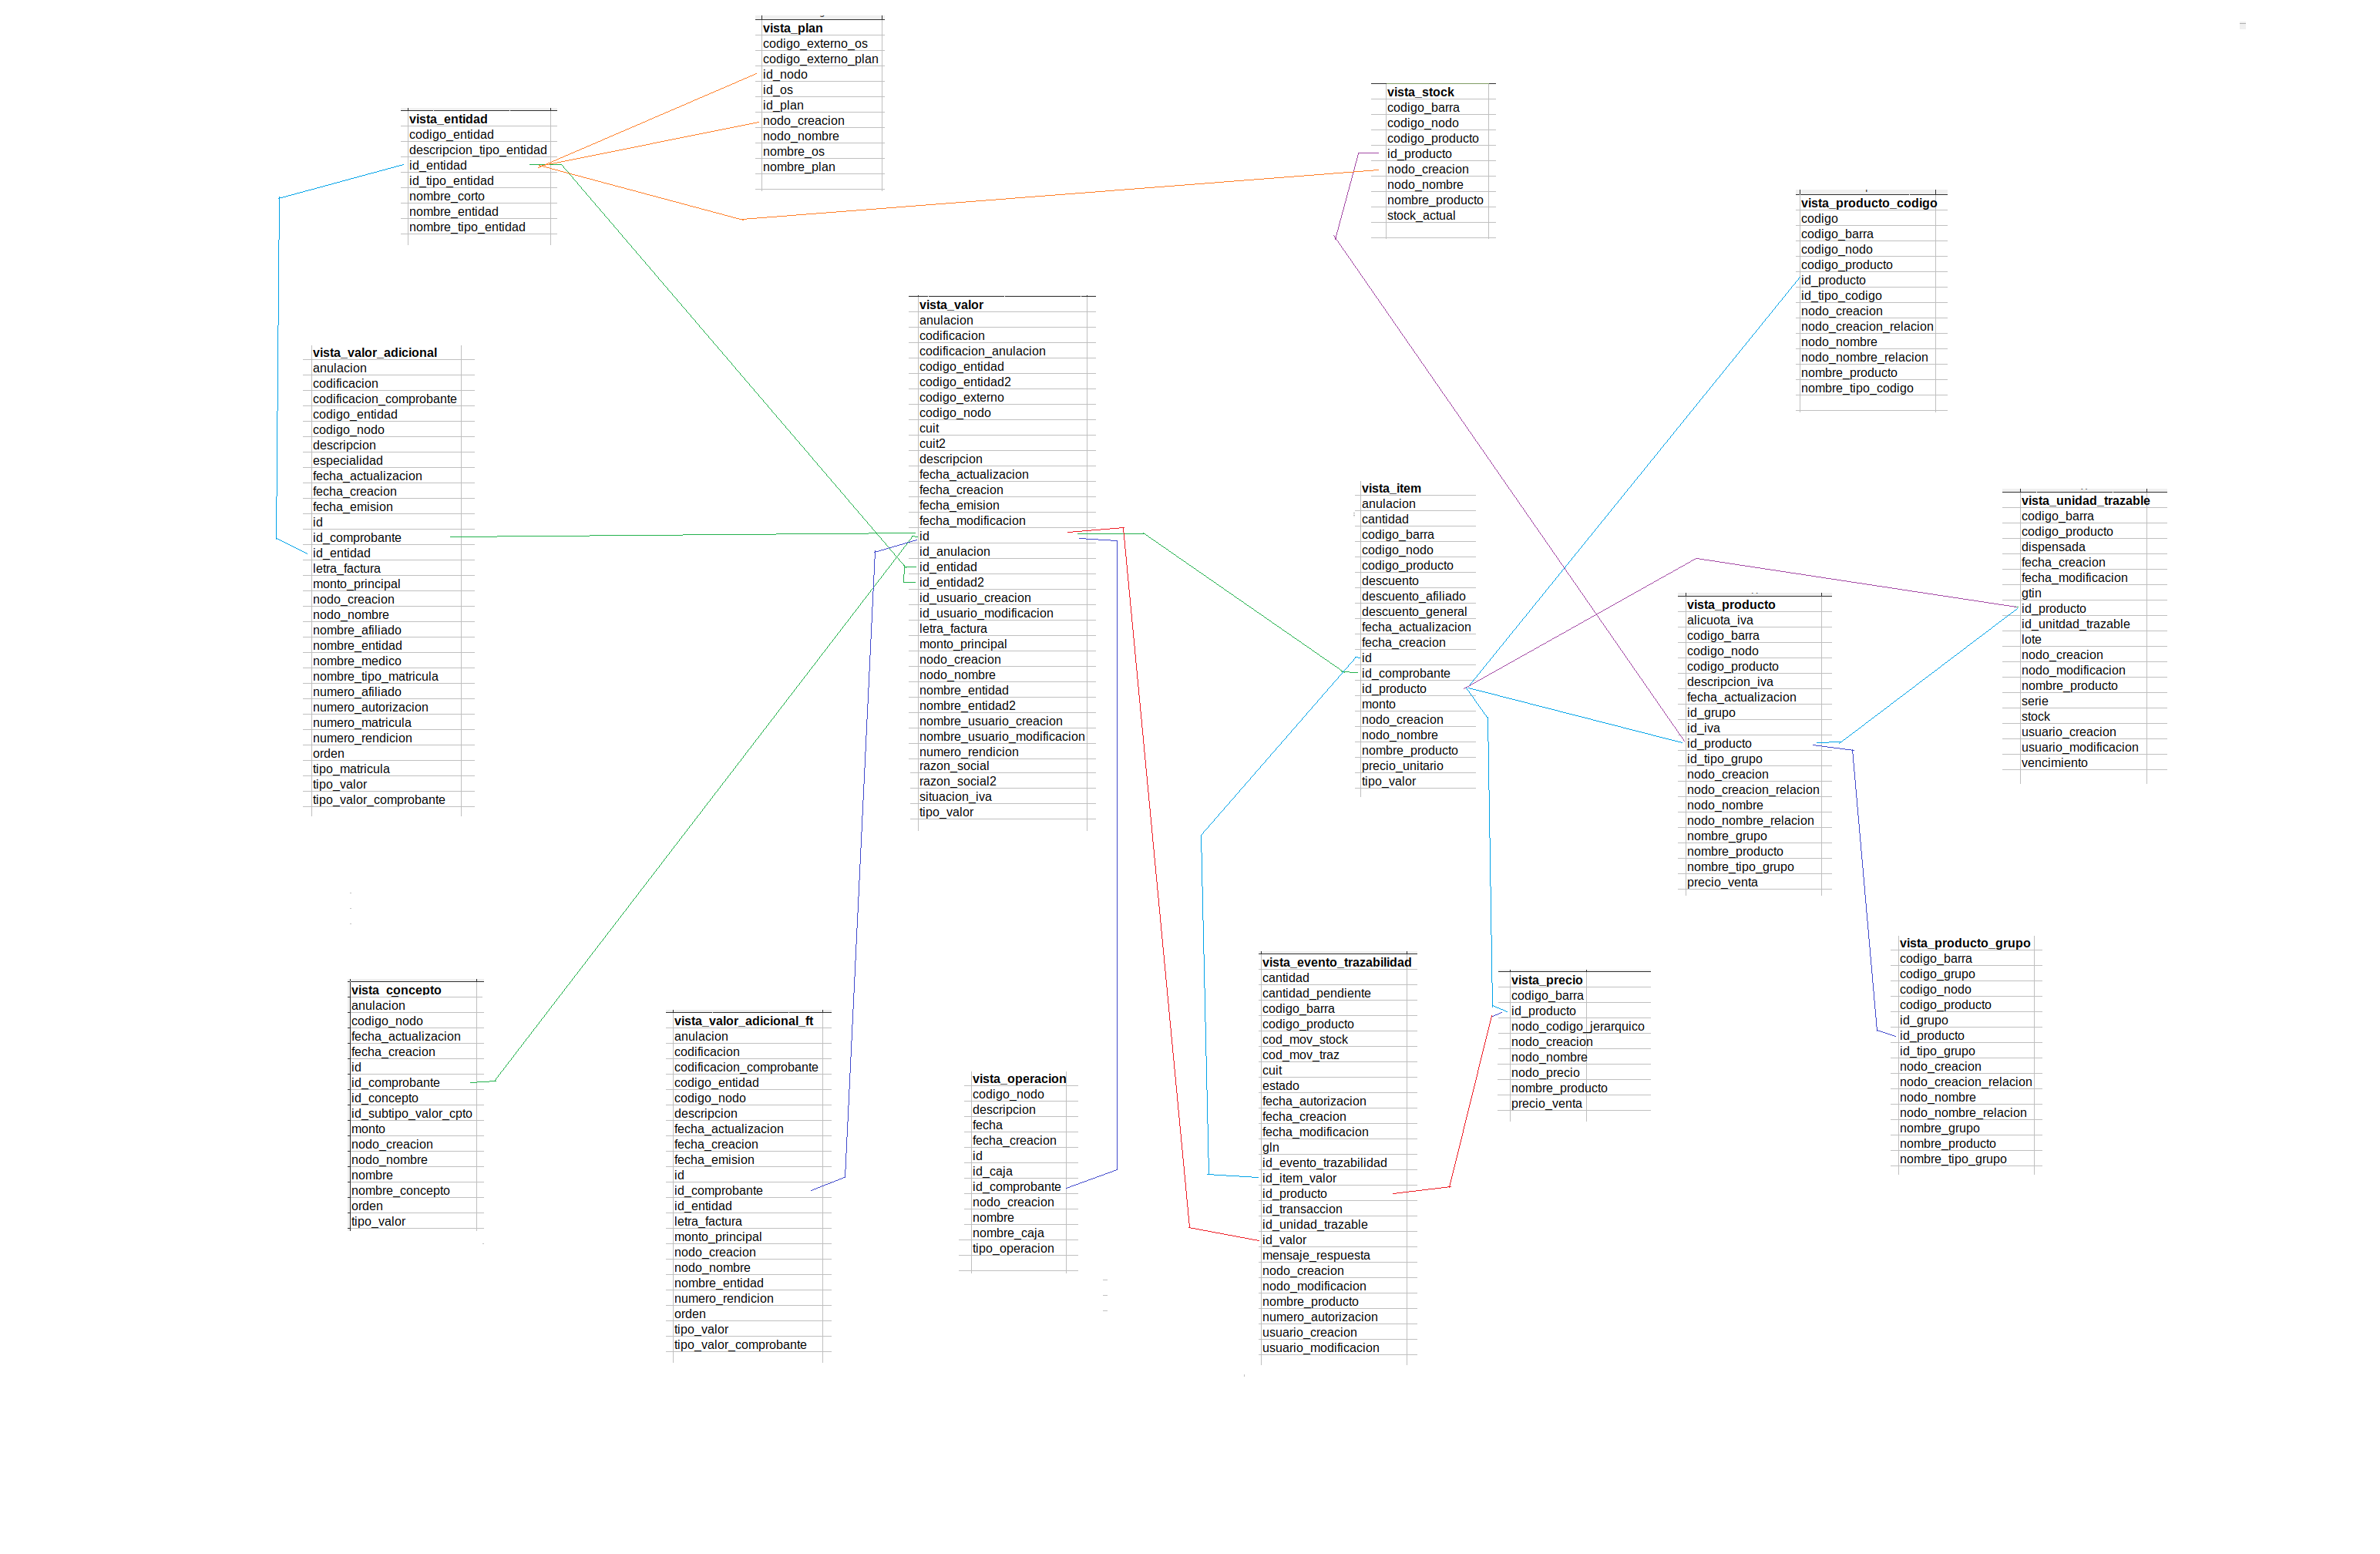 vista_plan
codigo_externo_os
codigo_externo_plan
id_nodo
id_os
id_plan
nodo_creacion
nodo_nombre
nombre_os
nombre_plan
vista_entidad
codigo_entidad
descripcion_tipo_entidad
id_entidad
id_tipo_entidad
nombre_corto
nombre_entidad
nombre_tipo_entidad
vista_stock
codigo_barra
codigo_nodo
codigo_producto
id_producto
nodo_creacion
nodo_nombre
nombre_producto
stock_actual
vista_producto_codigo
codigo
codigo_barra
codigo_nodo
codigo_producto
id_producto
id_tipo_codigo
nodo_creacion
nodo_creacion_relacion
nodo_nombre
nodo_nombre_relacion
nombre_producto
nombre_tipo_codigo
vista_valor_adicional
anulacion
codificacion
codificacion_comprobante
codigo_entidad
codigo_nodo
descripcion
especialidad
fecha_actualizacion
fecha_creacion
fecha_emision
id
id_comprobante
id_entidad
letra_factura
monto_principal
nodo_creacion
nodo_nombre
nombre_afiliado
nombre_entidad
nombre_medico
nombre_tipo_matricula
numero_afiliado
numero_autorizacion
numero_matricula
numero_rendicion
orden
tipo_matricula
tipo_valor
tipo_valor_comprobante
vista_valor
anulacion
codificacion
codificacion_anulacion
codigo_entidad
codigo_entidad2
codigo_externo
codigo_nodo
cuit
cuit2
descripcion
fecha_actualizacion
fecha_creacion
fecha_emision
fecha_modificacion
id
id_anulacion
id_entidad
id_entidad2
id_usuario_creacion
id_usuario_modificacion
letra_factura
monto_principal
nodo_creacion
nodo_nombre
nombre_entidad
nombre_entidad2
nombre_usuario_creacion
nombre_usuario_modificacion
numero_rendicion
razon_social
razon_social2
situacion_iva
tipo_valor
vista_item
anulacion
cantidad
codigo_barra
codigo_nodo
codigo_producto
descuento
descuento_afiliado
descuento_general
fecha_actualizacion
fecha_creacion
id
id_comprobante
id_producto
monto
nodo_creacion
nodo_nombre
nombre_producto
precio_unitario
tipo_valor
vista_producto
alicuota_iva
codigo_barra
codigo_nodo
codigo_producto
descripcion_iva
fecha_actualizacion
id_grupo
id_iva
id_producto
id_tipo_grupo
nodo_creacion
nodo_creacion_relacion
nodo_nombre
nodo_nombre_relacion
nombre_grupo
nombre_producto
nombre_tipo_grupo
precio_venta
vista_unidad_trazable
codigo_barra
codigo_producto
dispensada
fecha_creacion
fecha_modificacion
gtin
id_producto
id_unitdad_trazable
lote
nodo_creacion
nodo_modificacion
nombre_producto
serie
stock
usuario_creacion
usuario_modificacion
vencimiento
vista_concepto
anulacion
codigo_nodo
fecha_actualizacion
fecha_creacion
id
id_comprobante
id_concepto
id_subtipo_valor_cpto
monto
nodo_creacion
nodo_nombre
nombre
nombre_concepto
orden
tipo_valor
vista_valor_adicional_ft
anulacion
codificacion
codificacion_comprobante
codigo_entidad
codigo_nodo
descripcion
fecha_actualizacion
fecha_creacion
fecha_emision
id
id_comprobante
id_entidad
letra_factura
monto_principal
nodo_creacion
nodo_nombre
nombre_entidad
numero_rendicion
orden
tipo_valor
tipo_valor_comprobante
vista_operacion
codigo_nodo
descripcion
fecha
fecha_creacion
id
id_caja
id_comprobante
nodo_creacion
nombre
nombre_caja
tipo_operacion
vista_evento_trazabilidad
cantidad
cantidad_pendiente
codigo_barra
codigo_producto
cod_mov_stock
cod_mov_traz
cuit
estado
fecha_autorizacion
fecha_creacion
fecha_modificacion
gln
id_evento_trazabilidad
id_item_valor
id_producto
id_transaccion
id_unidad_trazable
id_valor
mensaje_respuesta
nodo_creacion
nodo_modificacion
nombre_producto
numero_autorizacion
usuario_creacion
usuario_modificacion
vista_precio
codigo_barra
id_producto
nodo_codigo_jerarquico
nodo_creacion
nodo_nombre
nodo_precio
nombre_producto
precio_venta
vista_producto_grupo
codigo_barra
codigo_grupo
codigo_nodo
codigo_producto
id_grupo
id_producto
id_tipo_grupo
nodo_creacion
nodo_creacion_relacion
nodo_nombre
nodo_nombre_relacion
nombre_grupo
nombre_producto
nombre_tipo_grupo